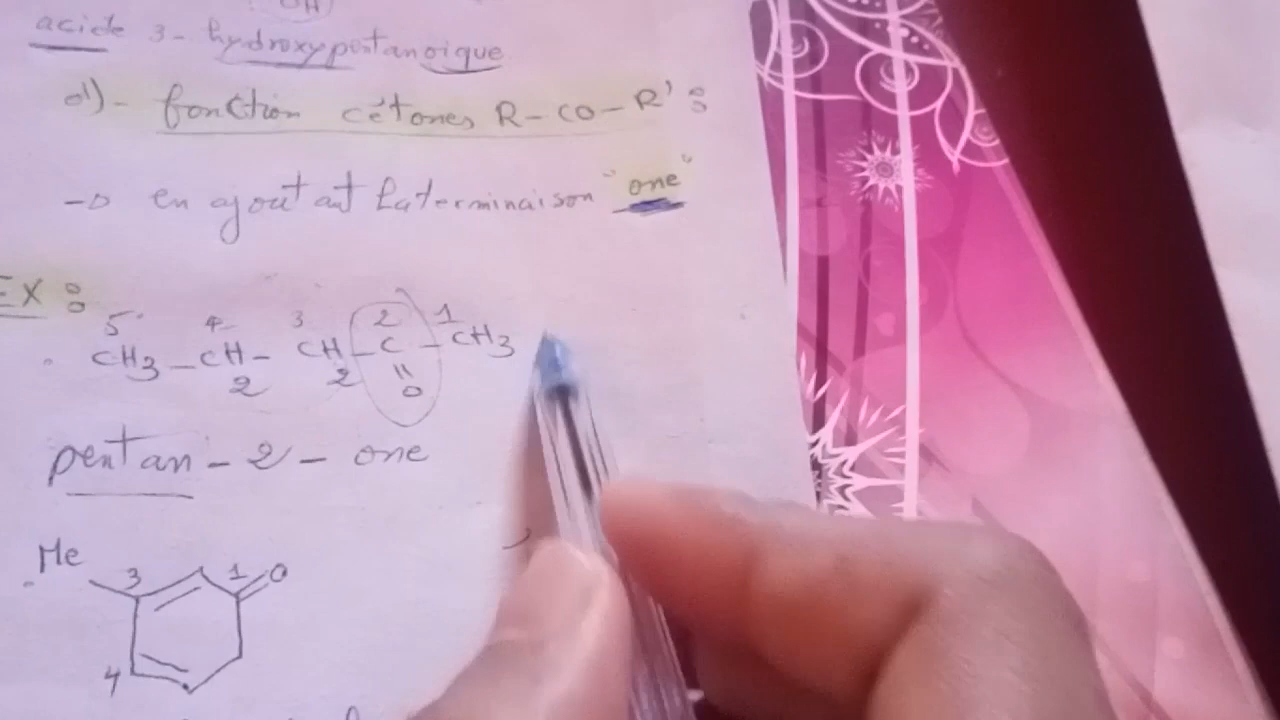 OH
acide 3 - hydroxypentanoique
d) - fonction cétones R - CO - R' :
en ajoutant la terminaison "one"
EX :
5 4 3 2 1
CH3 - CH2 - CH2 - C - CH3
O
pentan - 2 - one
Me 3 1 O
4